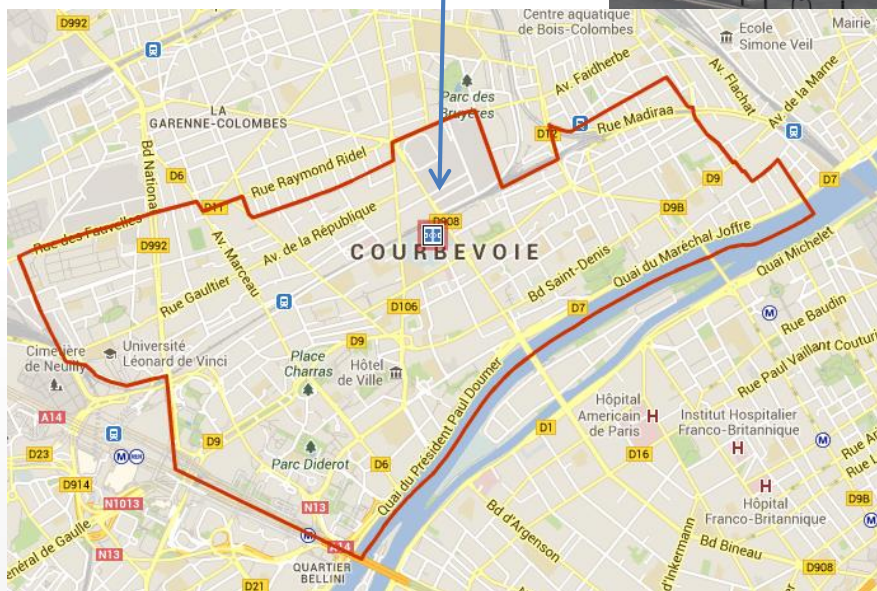 D992
Centre aquatique
de Bois-Colombes
Ecole
Simone Veil
Mairie
Av. Faidherbe
Av. Flachat
Av. de la Marne
Parc des
Bruyères
LA
GARENNE-COLOMBES
D12
Rue Madiraa
Bd National
D6
Rue Raymond Ridel
D9
D7
D11
D9B
Rue des Fauvelles
D992
Av. de la République
D908
COURBEVOIE
Quai du Maréchal Joffre
Quai Michelet
Av. Marceau
Bd Saint-Denis
Rue Gaultier
D106
D7
M
Rue Baudin
Cimetière
de Neuilly
Université
Léonard de Vinci
D9
Place
Charras
Hôtel
de Ville
Rue Paul Vaillant Couturi
Quai du Président Paul Doumer
Hôpital
Americain
de Paris
H
Institut Hospitalier
Franco-Britannique
H
A14
D1
M
D23
M
RER
D9
D6
D16
Parc Diderot
Rue L
D914
N1013
N13
H
Hôpital
Franco-Britannique
D9B
M
énéral de Gaulle
N13
M
A14
Bd d'Argenson
d'Inkermann
Bd Bineau
QUARTIER
BELLINI
D21
D908